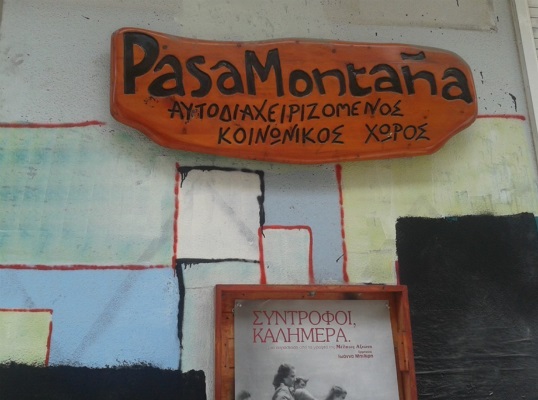 PasaMontaña
ΑΥΤΟΔΙΑΧΕΙΡΙΖΟΜΕΝΟΣ
ΚΟΙΝΩΝΙΚΟΣ ΧΩΡΟΣ
ΣΥΝΤΡΟΦΟΙ,
ΚΑΛΗΜΕΡΑ.